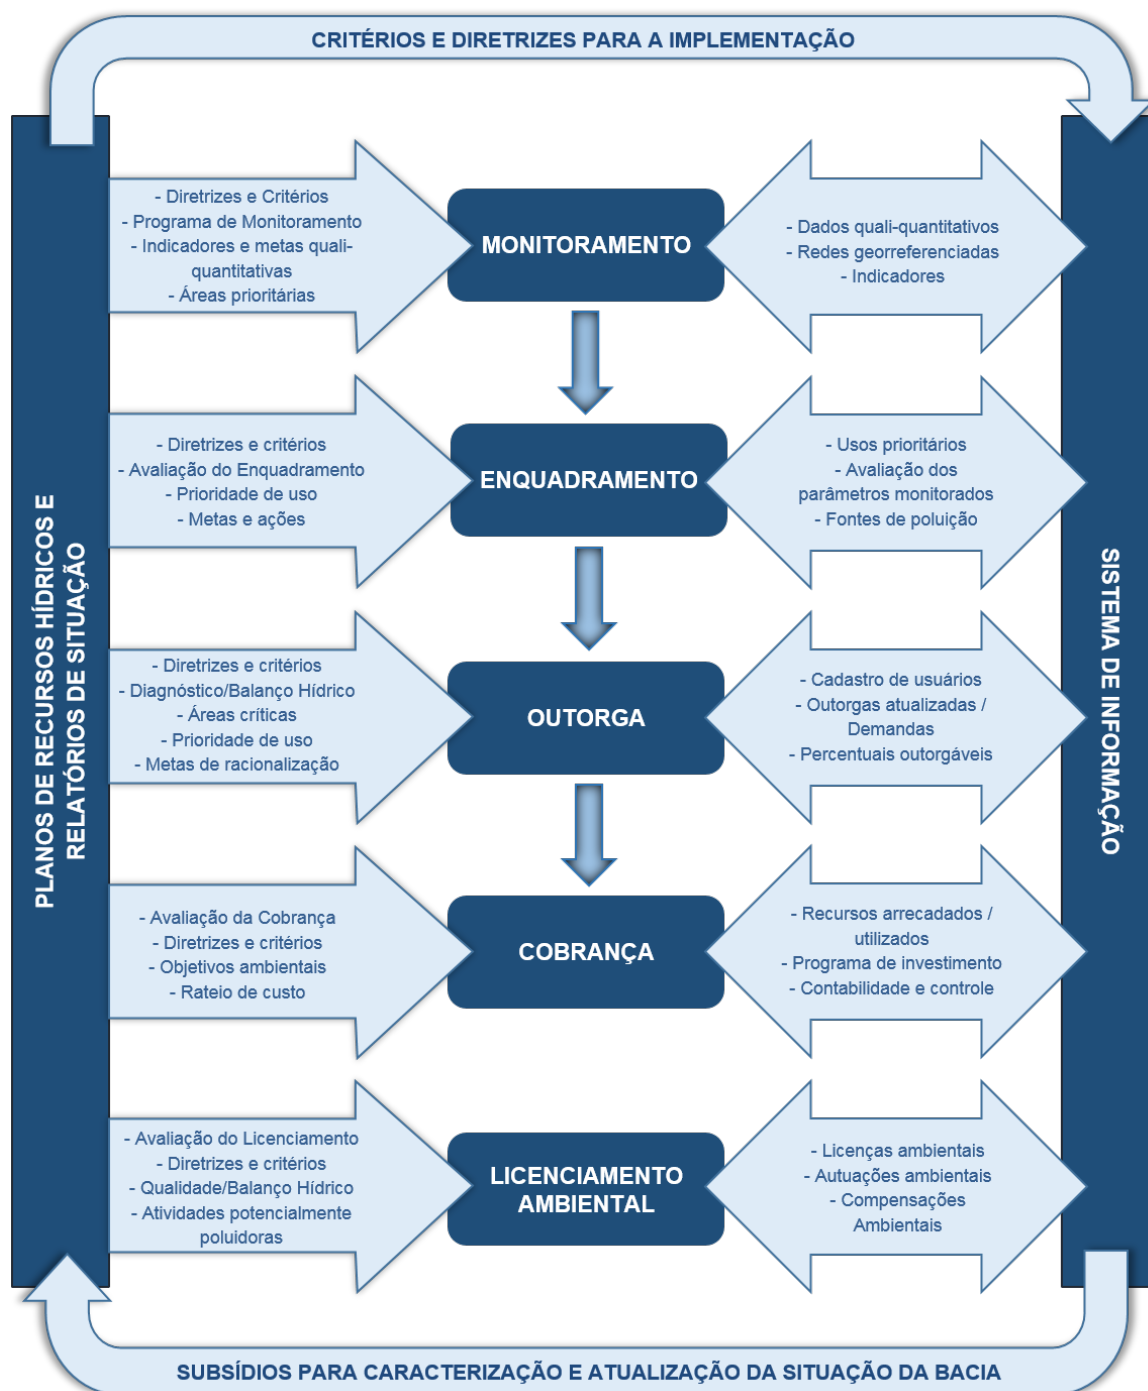 CRITÉRIOS E DIRETRIZES PARA A IMPLEMENTAÇÃO
PLANOS DE RECURSOS HÍDRICOS E
RELATÓRIOS DE SITUAÇÃO
- Diretrizes e Critérios
- Programa de Monitoramento
- Indicadores e metas quali-
quantitativas
- Áreas prioritárias
MONITORAMENTO
- Dados quali-quantitativos
- Redes georreferenciadas
- Indicadores
- Diretrizes e critérios
- Avaliação do Enquadramento
- Prioridade de uso
- Metas e ações
ENQUADRAMENTO
- Usos prioritários
- Avaliação dos
parâmetros monitorados
- Fontes de poluição
- Diretrizes e critérios
- Diagnóstico/Balanço Hídrico
- Áreas críticas
- Prioridade de uso
- Metas de racionalização
OUTORGA
- Cadastro de usuários
- Outorgas atualizadas /
Demandas
- Percentuais outorgáveis
- Avaliação da Cobrança
- Diretrizes e critérios
- Objetivos ambientais
- Rateio de custo
COBRANÇA
- Recursos arrecadados /
utilizados
- Programa de investimento
- Contabilidade e controle
- Avaliação do Licenciamento
- Diretrizes e critérios
- Qualidade/Balanço Hídrico
- Atividades potencialmente
poluidoras
LICENCIAMENTO
AMBIENTAL
- Licenças ambientais
- Autuações ambientais
- Compensações
Ambientais
SISTEMA DE INFORMAÇÃO
SUBSÍDIOS PARA CARACTERIZAÇÃO E ATUALIZAÇÃO DA SITUAÇÃO DA BACIA